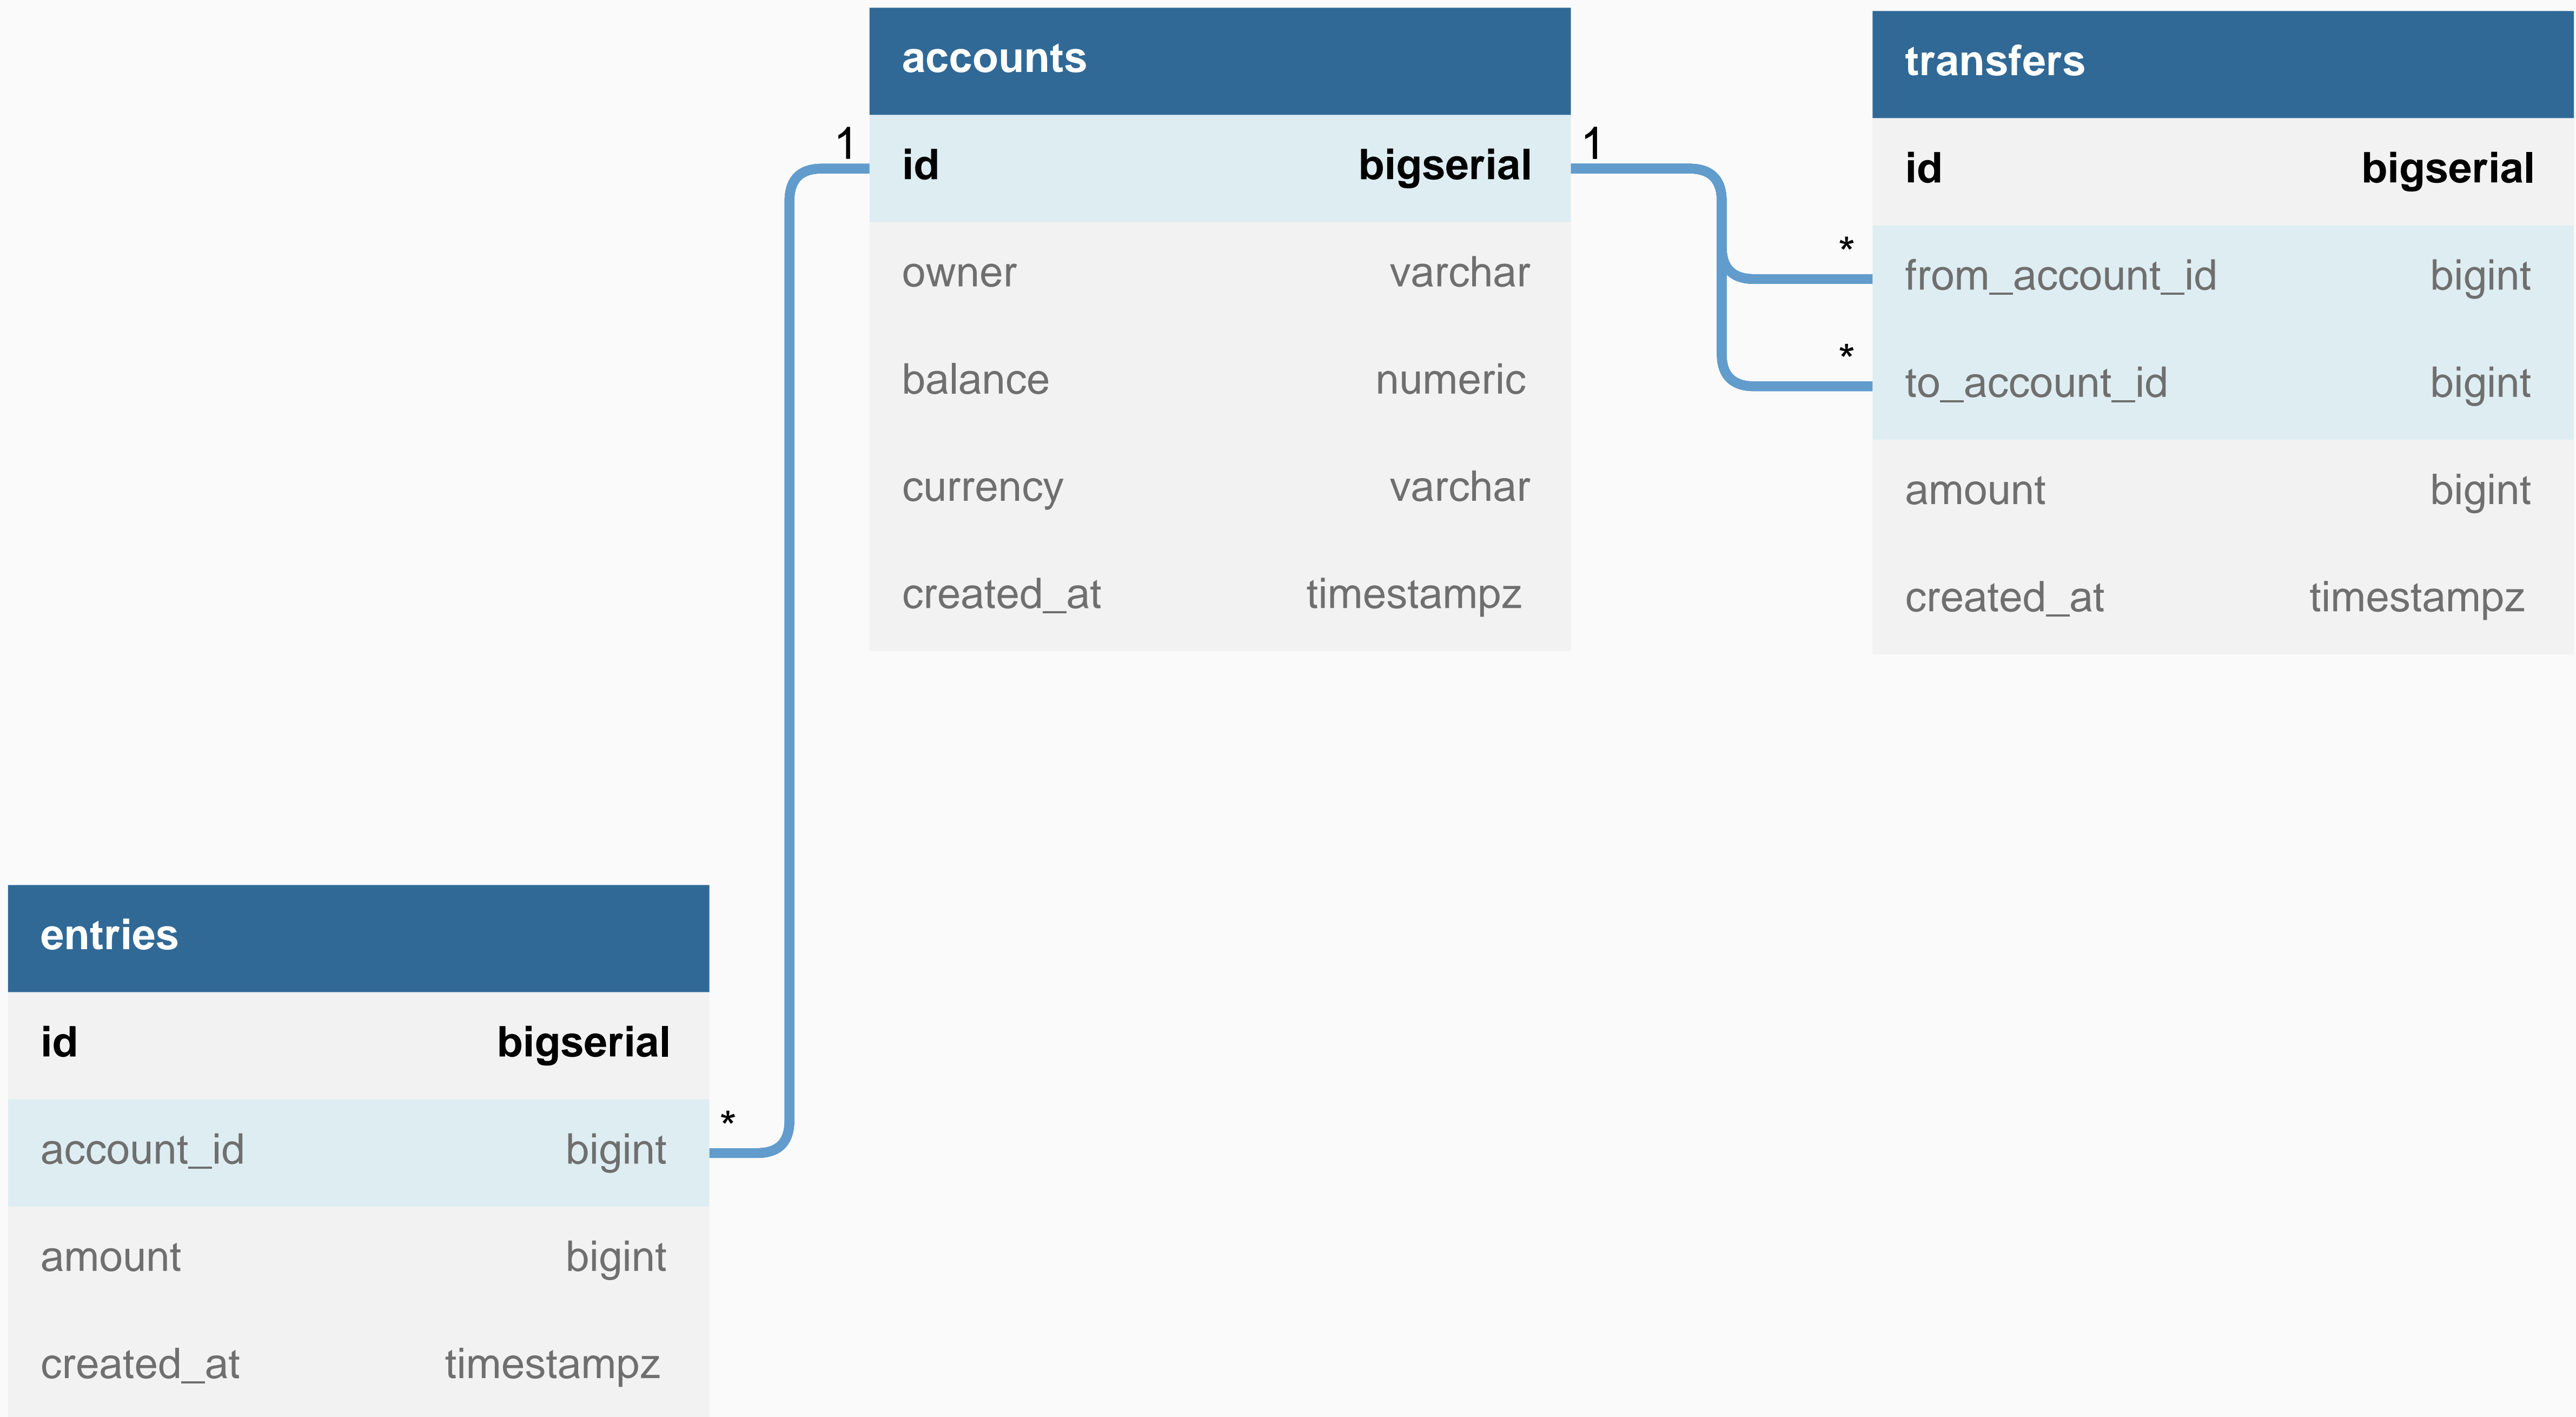 accounts
1 id bigserial 1
owner varchar
balance numeric
currency varchar
created_at timestampz
transfers
id bigserial
* from_account_id bigint
* to_account_id bigint
amount bigint
created_at timestampz
entries
id bigserial
account_id bigint *
amount bigint
created_at timestampz